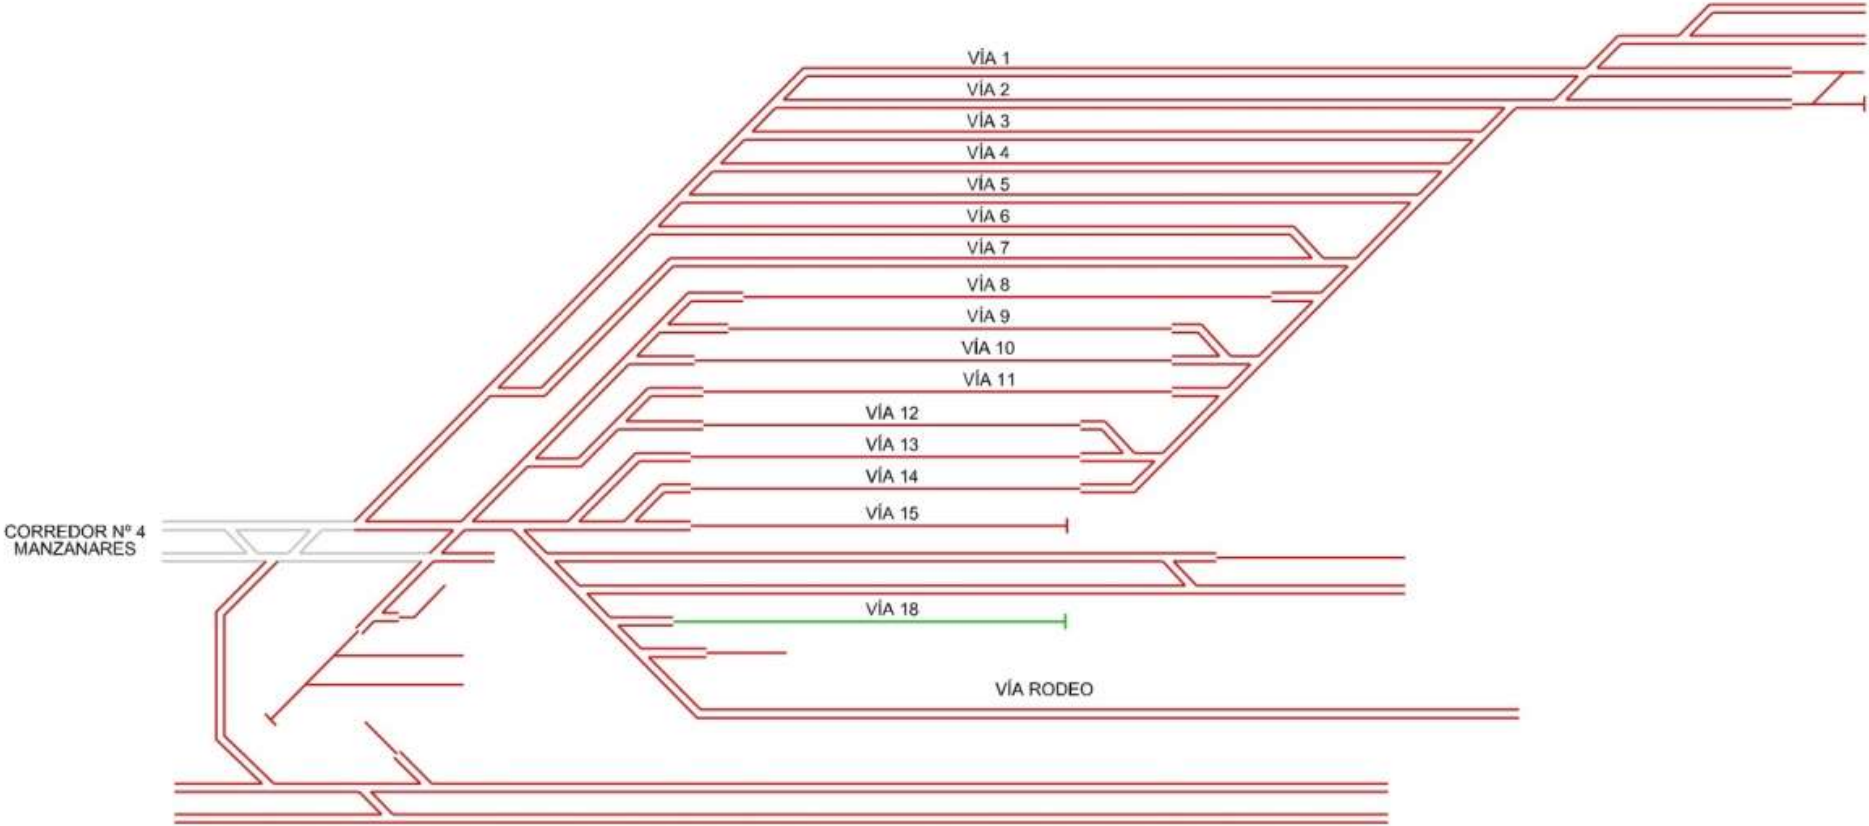 VÍA 1
VÍA 2
VÍA 3
VÍA 4
VÍA 5
VÍA 6
VÍA 7
VÍA 8
VÍA 9
VÍA 10
VÍA 11
VÍA 12
VÍA 13
VÍA 14
VÍA 15
CORREDOR Nº 4
MANZANARES
VÍA 18
VÍA RODEO